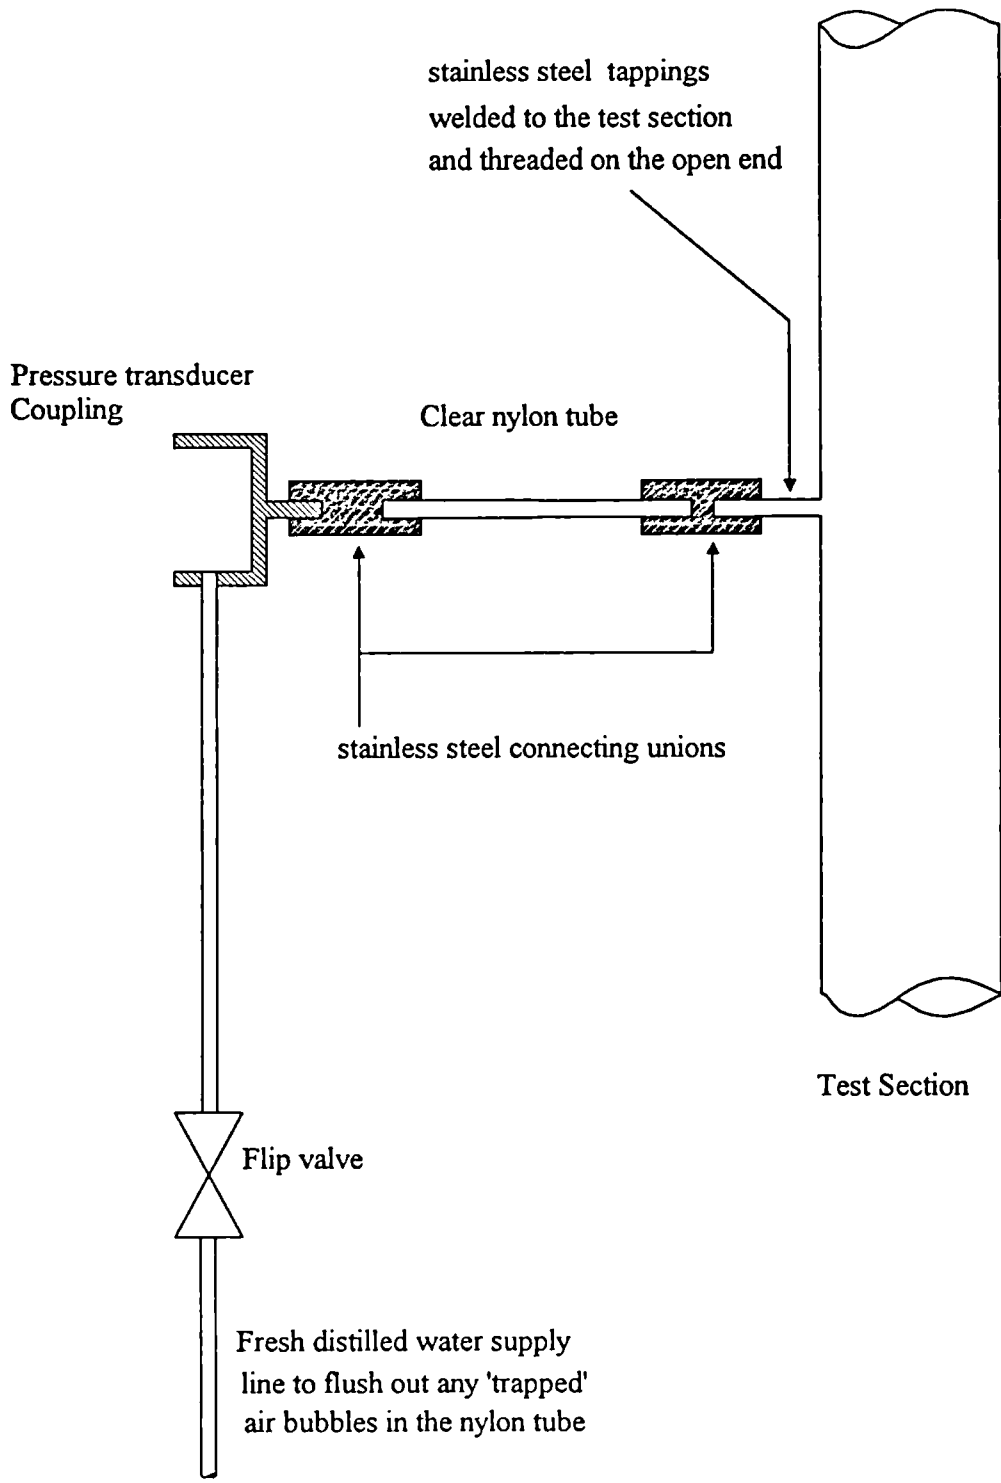 stainless steel tappings
welded to the test section
and threaded on the open end
Pressure transducer
Coupling
Clear nylon tube
stainless steel connecting unions
Test Section
Flip valve
Fresh distilled water supply
line to flush out any 'trapped'
air bubbles in the nylon tube